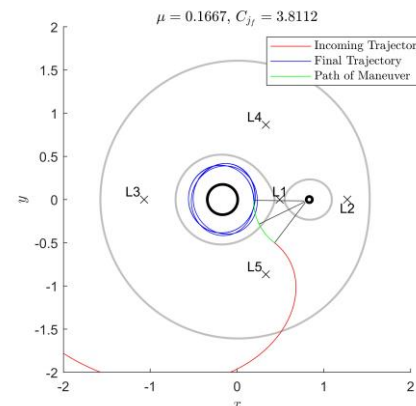 μ = 0.1667, C_{j_f} = 3.8112
Incoming Trajector
Final Trajectory
Path of Maneuver
2
1.5
1
0.5
0
-0.5
-1
-1.5
-2
y
L4
L3
L1
L2
L5
-2
-1
0
1
2
x